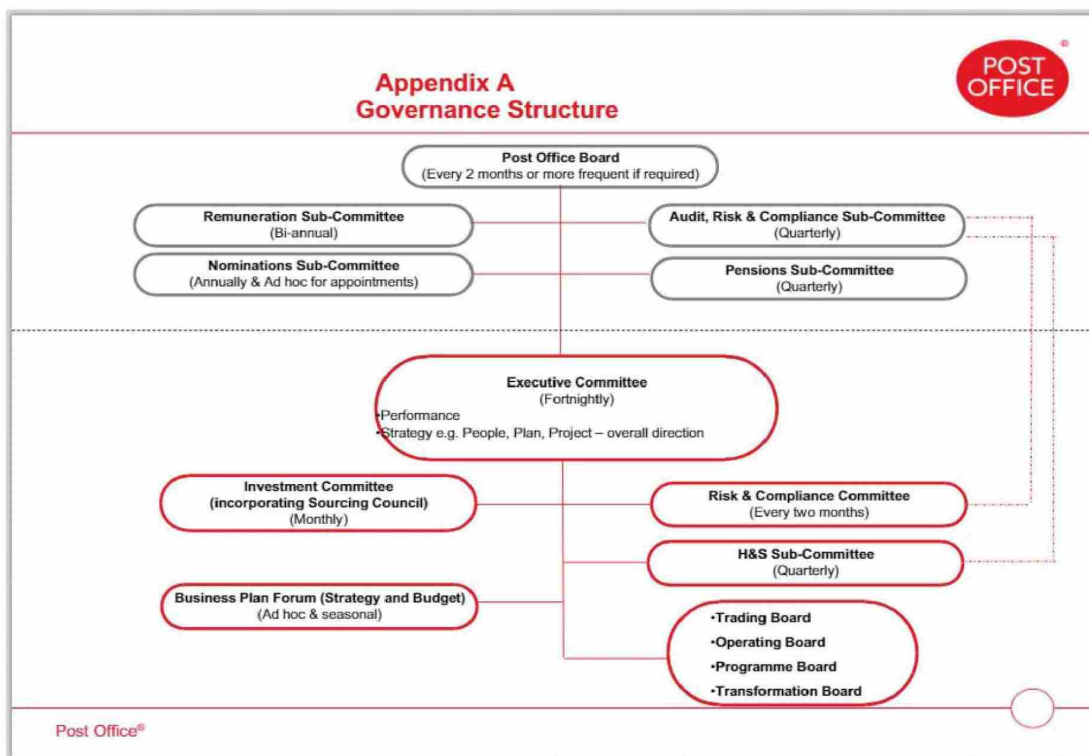 Appendix A
Governance Structure
POST
OFFICE
®
Post Office Board
(Every 2 months or more frequent if required)
Remuneration Sub-Committee
(Bi-annual)
Audit, Risk & Compliance Sub-Committee
(Quarterly)
Nominations Sub-Committee
(Annually & Ad hoc for appointments)
Pensions Sub-Committee
(Quarterly)
Executive Committee
(Fortnightly)
•Performance
•Strategy e.g. People, Plan, Project – overall direction
Investment Committee
(incorporating Sourcing Council)
(Monthly)
Risk & Compliance Committee
(Every two months)
H&S Sub-Committee
(Quarterly)
Business Plan Forum (Strategy and Budget)
(Ad hoc & seasonal)
•Trading Board
•Operating Board
•Programme Board
•Transformation Board
Post Office®